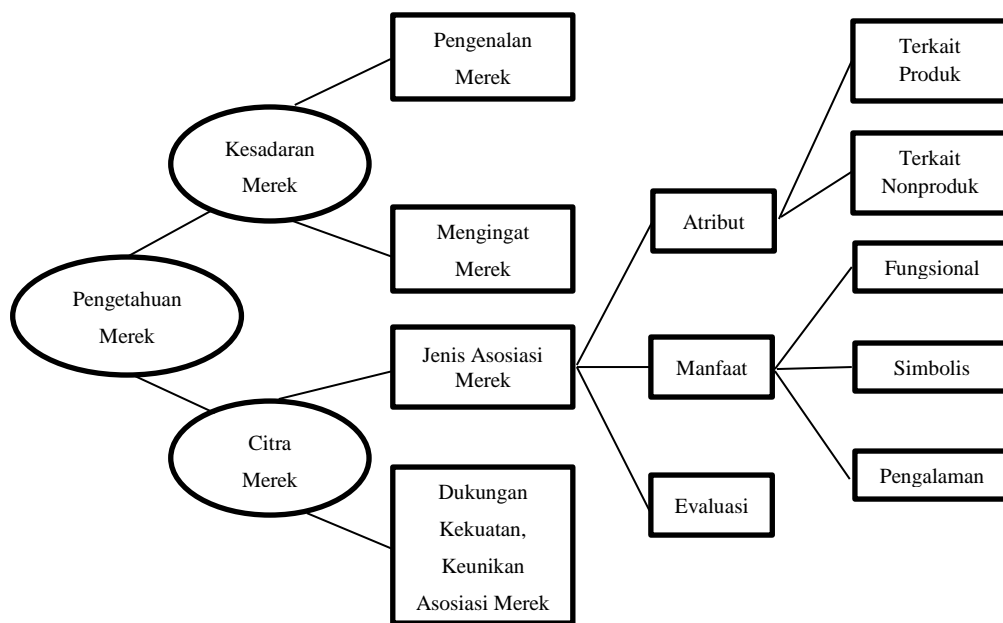 Pengetahuan
Merek
Kesadaran
Merek
Citra
Merek
Pengenalan
Merek
Mengingat
Merek
Jenis Asosiasi
Merek
Dukungan
Kekuatan,
Keunikan
Asosiasi Merek
Atribut
Manfaat
Evaluasi
Terkait
Produk
Terkait
Nonproduk
Fungsional
Simbolis
Pengalaman